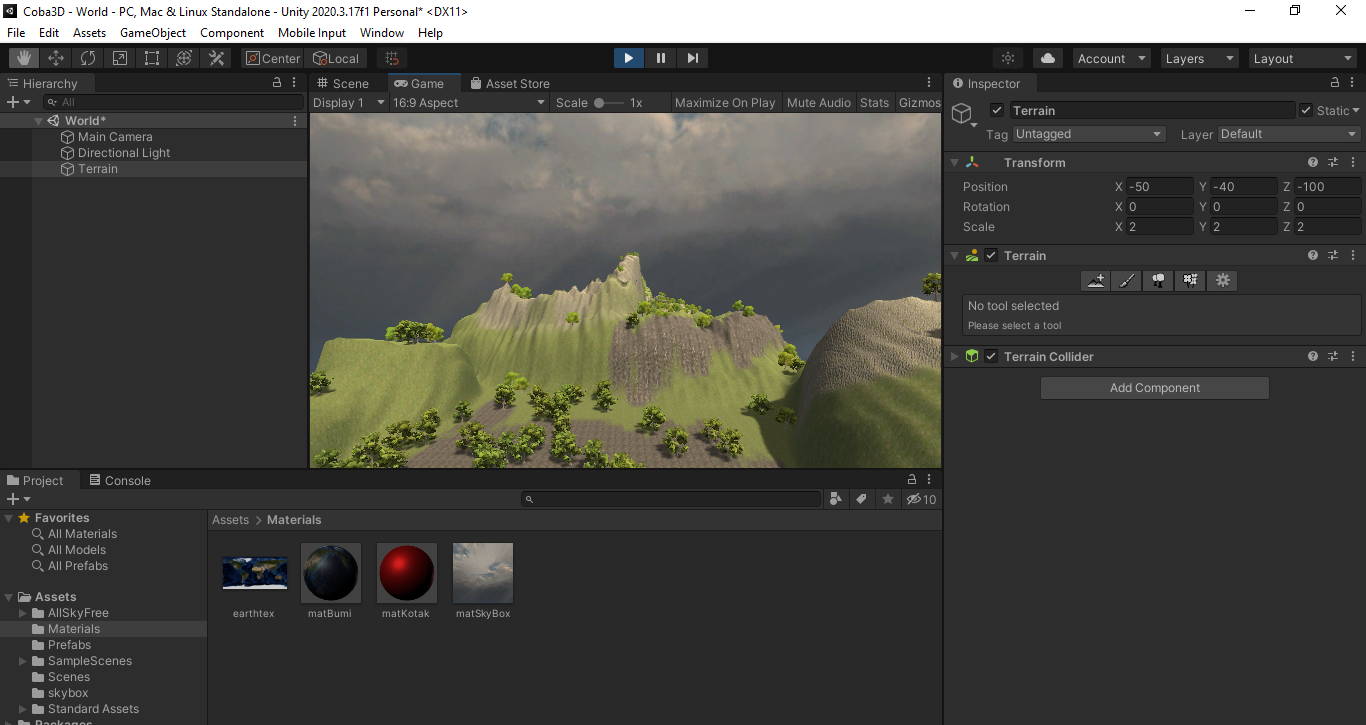 Coba3D - World - PC, Mac & Linux Standalone - Unity 2020.3.17f1 Personal* <DX11>
File Edit Assets GameObject Component Mobile Input Window Help
Center Local Account Layers Layout
Hierarchy
All
World*
Main Camera
Directional Light
Terrain
Scene Game Asset Store
Display 1 16:9 Aspect Scale 1x Maximize On Play Mute Audio Stats Gizmos
Inspector
Terrain Static
Tag Untagged Layer Default
Transform
Position X -50 Y -40 Z -100
Rotation X 0 Y 0 Z 0
Scale X 2 Y 2 Z 2
Terrain
No tool selected
Please select a tool
Terrain Collider
Add Component
Project Console
10
Favorites
All Materials
All Models
All Prefabs
Assets
AllSkyFree
Materials
Prefabs
SampleScenes
Scenes
skybox
Standard Assets
Packages
Assets > Materials
earthtex matBumi matKotak matSkyBox